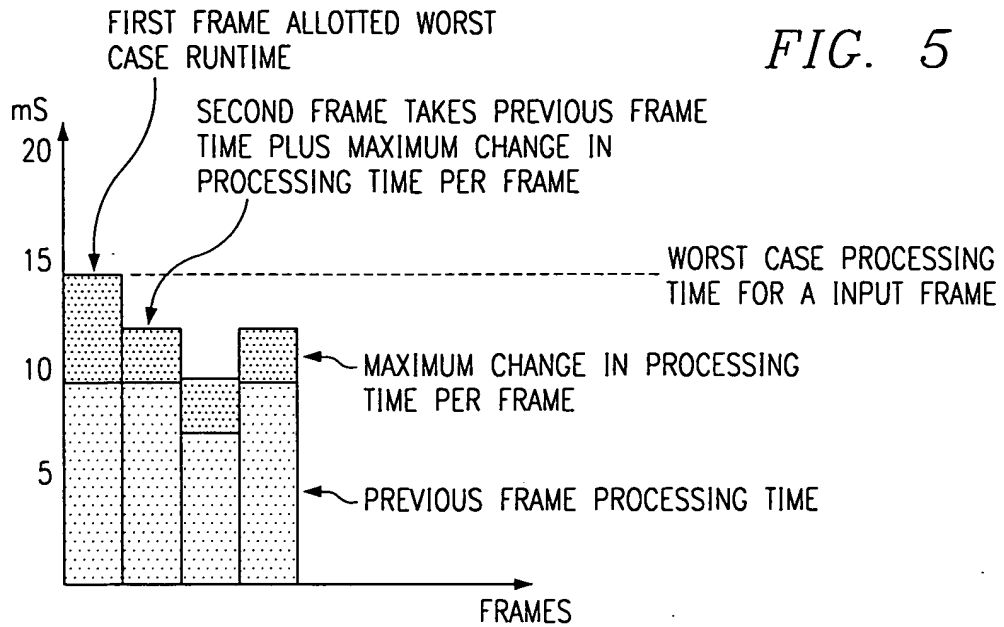 FIRST FRAME ALLOTTED WORST
CASE RUNTIME
FIG. 5
mS
SECOND FRAME TAKES PREVIOUS FRAME
TIME PLUS MAXIMUM CHANGE IN
PROCESSING TIME PER FRAME
20
15
10
5
WORST CASE PROCESSING
TIME FOR A INPUT FRAME
MAXIMUM CHANGE IN PROCESSING
TIME PER FRAME
PREVIOUS FRAME PROCESSING TIME
FRAMES